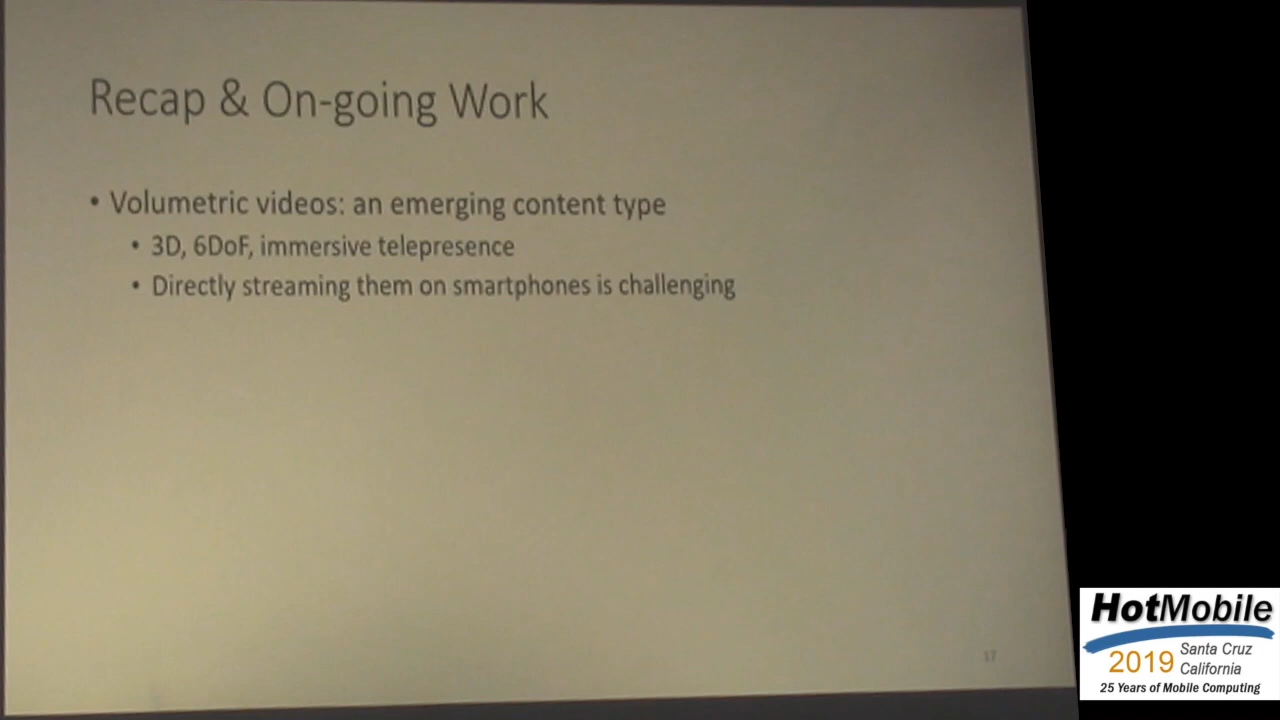 Recap & On-going Work
• Volumetric videos: an emerging content type
• 3D, 6DoF, immersive telepresence
• Directly streaming them on smartphones is challenging
17
HotMobile
2019 Santa Cruz
California
25 Years of Mobile Computing